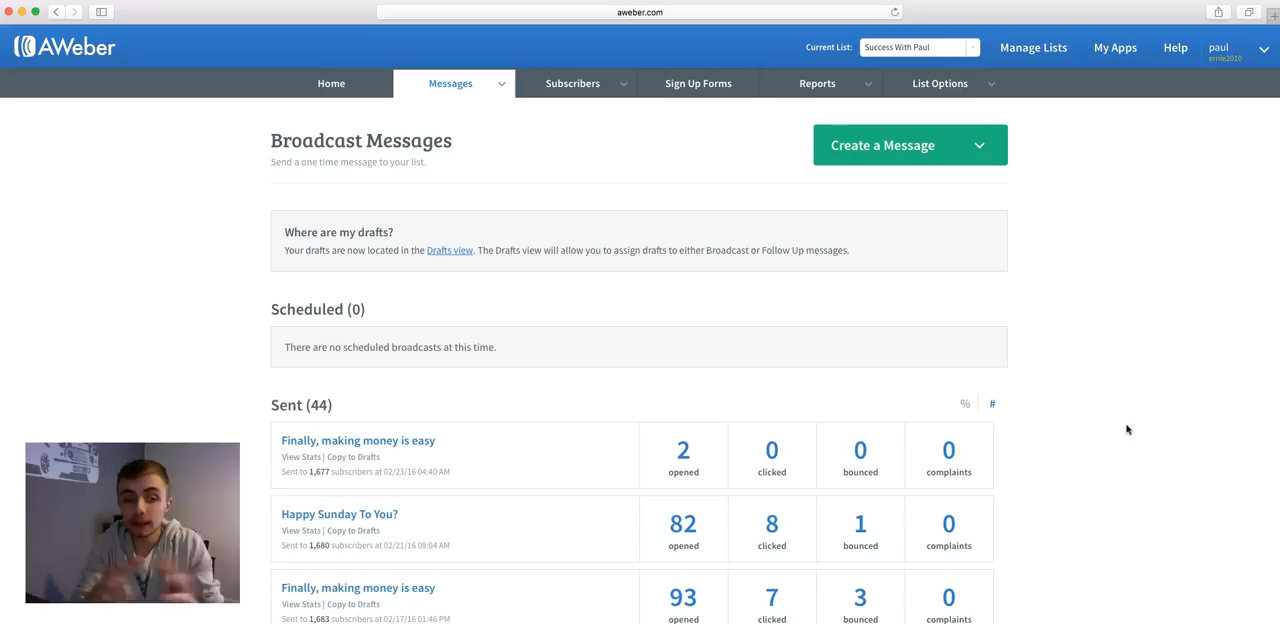 aweber.com
AWeber
Current List:
Success With Paul
Manage Lists
My Apps
Help
paul
ernie2010
Home
Messages
Subscribers
Sign Up Forms
Reports
List Options
Broadcast Messages
Send a one time message to your list.
Create a Message
Where are my drafts?
Your drafts are now located in the Drafts view. The Drafts view will allow you to assign drafts to either Broadcast or Follow Up messages.
Scheduled (0)
There are no scheduled broadcasts at this time.
Sent (44)
% #
Finally, making money is easy
View Stats | Copy to Drafts
Sent to 1,677 subscribers at 02/23/16 04:40 AM
2 0 0 0
opened clicked bounced complaints
Happy Sunday To You?
View Stats | Copy to Drafts
Sent to 1,680 subscribers at 02/21/16 08:04 AM
82 8 1 0
opened clicked bounced complaints
Finally, making money is easy
View Stats | Copy to Drafts
Sent to 1,683 subscribers at 02/17/16 01:46 PM
93 7 3 0
opened clicked bounced complaints